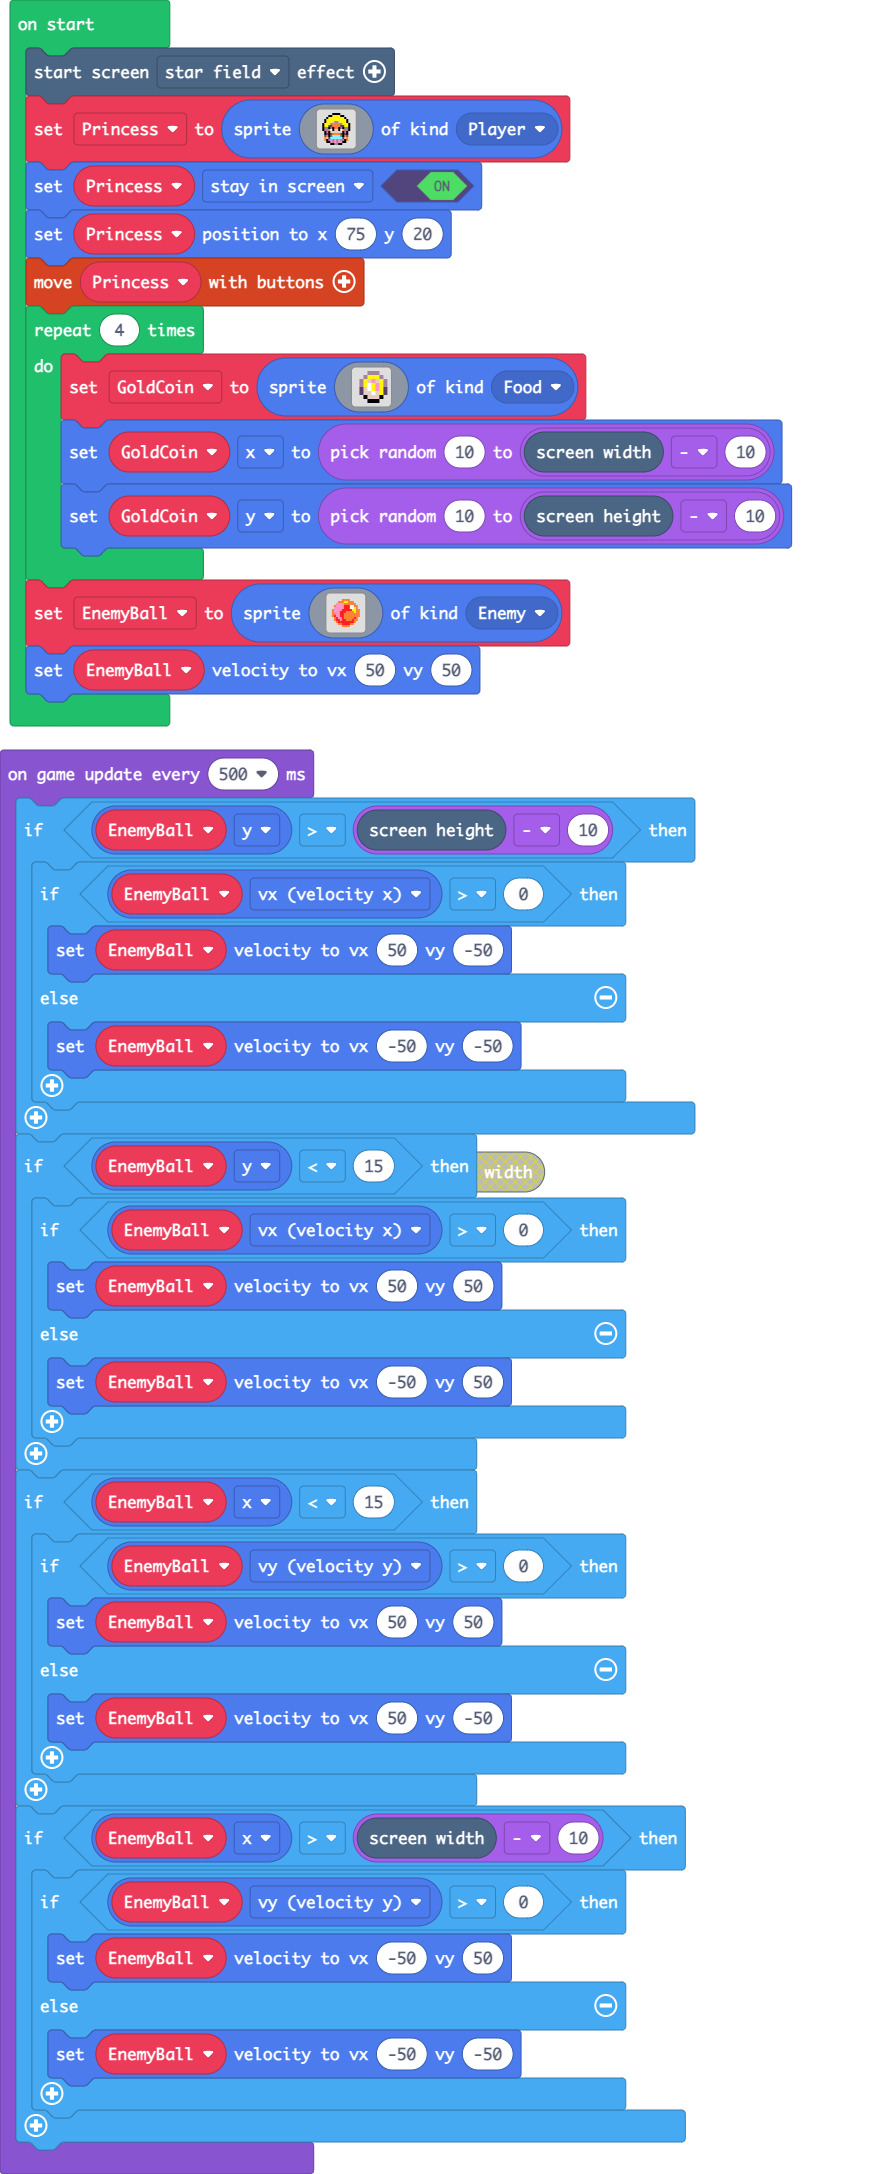 on start
start screen star field effect
set Princess to sprite of kind Player
set Princess stay in screen ON
set Princess position to x 75 y 20
move Princess with buttons
repeat 4 times
do
set GoldCoin to sprite of kind Food
set GoldCoin x to pick random 10 to screen width - 10
set GoldCoin y to pick random 10 to screen height - 10
set EnemyBall to sprite of kind Enemy
set EnemyBall velocity to vx 50 vy 50
on game update every 500 ms
if EnemyBall y > screen height - 10 then
if EnemyBall vx (velocity x) > 0 then
set EnemyBall velocity to vx 50 vy -50
else
set EnemyBall velocity to vx -50 vy -50
if EnemyBall y < 15 then width
if EnemyBall vx (velocity x) > 0 then
set EnemyBall velocity to vx 50 vy 50
else
set EnemyBall velocity to vx -50 vy 50
if EnemyBall x < 15 then
if EnemyBall vy (velocity y) > 0 then
set EnemyBall velocity to vx 50 vy 50
else
set EnemyBall velocity to vx 50 vy -50
if EnemyBall x > screen width - 10 then
if EnemyBall vy (velocity y) > 0 then
set EnemyBall velocity to vx -50 vy 50
else
set EnemyBall velocity to vx -50 vy -50